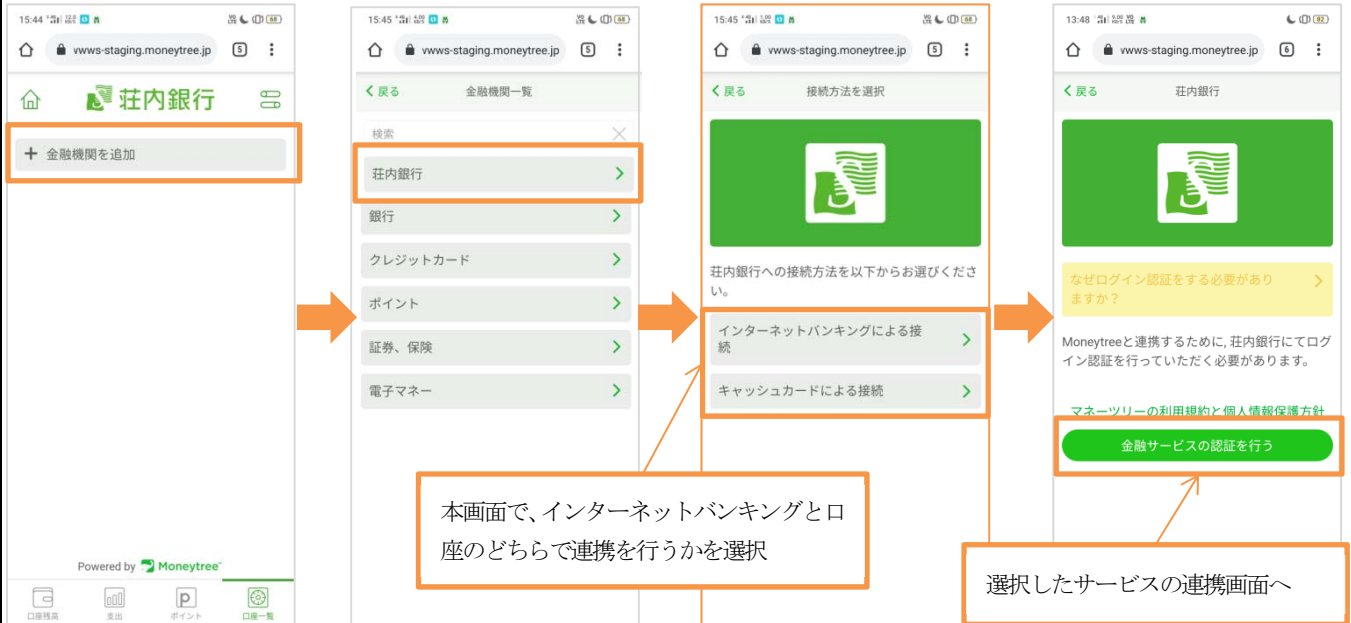 15:44
68
vwws-staging.moneytree.jp
5
荘内銀行
金融機関を追加
Powered by Moneytree
口座残高
支出
ポイント
口座一覧
15:45
68
vwws-staging.moneytree.jp
5
戻る
金融機関一覧
検索
荘内銀行
銀行
クレジットカード
ポイント
証券、保険
電子マネー
15:45
68
vwws-staging.moneytree.jp
5
戻る
接続方法を選択
荘内銀行への接続方法を以下からお選びくださ
い。
インターネットバンキングによる接
続
キャッシュカードによる接続
本画面で、インターネットバンキングと口
座のどちらで連携を行うかを選択
13:48
82
vwws-staging.moneytree.jp
6
戻る
荘内銀行
なぜログイン認証をする必要があり
ますか？
Moneytreeと連携するために, 荘内銀行にてログ
イン認証を行っていただく必要があります。
マネーツリーの利用規約と個人情報保護方針
金融サービスの認証を行う
選択したサービスの連携画面へ